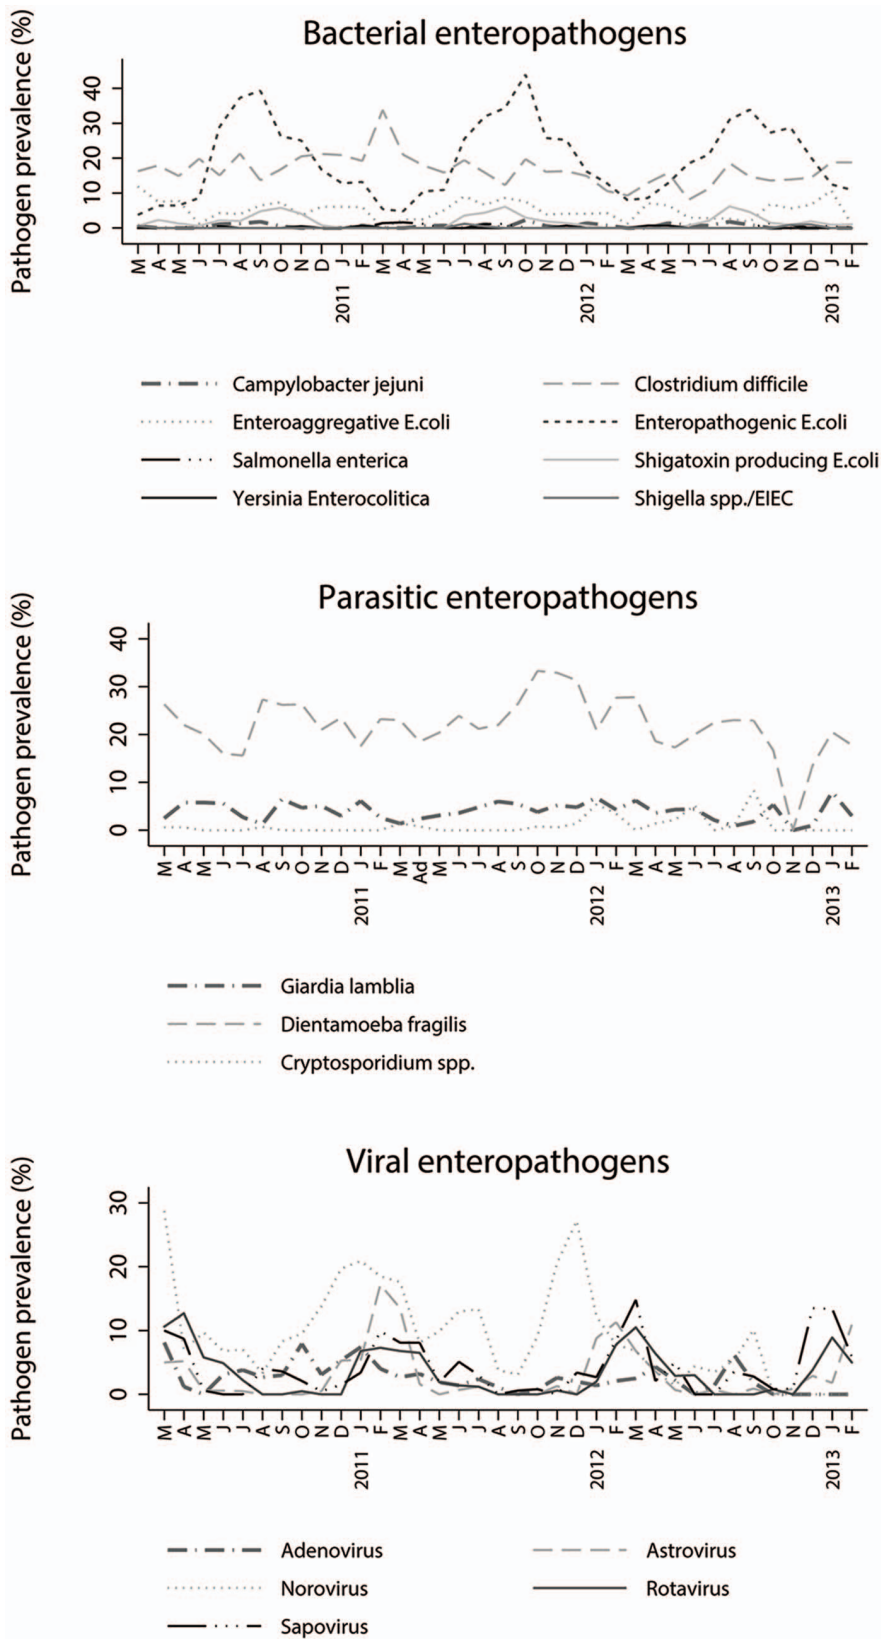 Bacterial enteropathogens
Pathogen prevalence (%)
40
30
20
10
0
M A M J J A S O N D J F M A M J J A S O N D J F M A M J J A S O N D J F
2011 2012 2013
Campylobacter jejuni
Clostridium difficile
Enteroaggregative E.coli
Enteropathogenic E.coli
Salmonella enterica
Shigatoxin producing E.coli
Yersinia Enterocolitica
Shigella spp./EIEC
Parasitic enteropathogens
Pathogen prevalence (%)
40
30
20
10
0
M A M J J A S O N D J F M Ad M J J A S O N D J F M A M J J A S O N D J F
2011 2012 2013
Giardia lamblia
Dientamoeba fragilis
Cryptosporidium spp.
Viral enteropathogens
Pathogen prevalence (%)
30
20
10
0
M A M J J A S O N D J F M A M J J A S O N D J F M A M J J A S O N D J F
2011 2012 2013
Adenovirus
Astrovirus
Norovirus
Rotavirus
Sapovirus